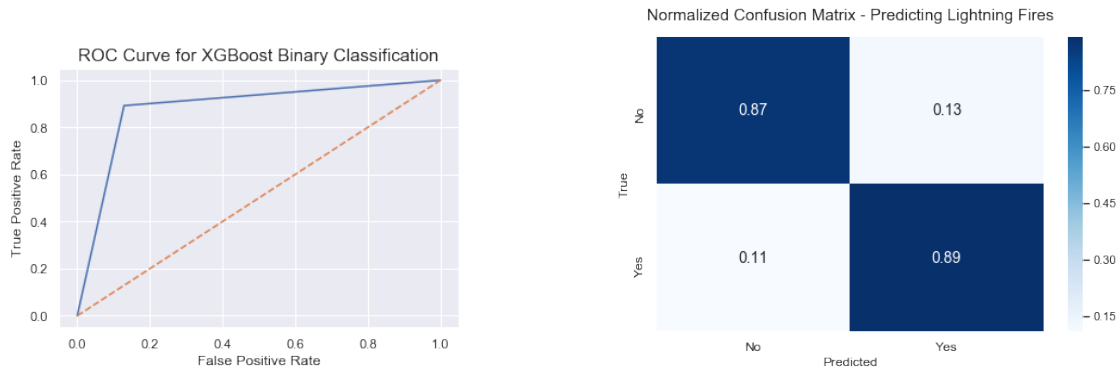 ROC Curve for XGBoost Binary Classification
1.0
0.8
0.6
0.4
0.2
0.0
True Positive Rate
0.0 0.2 0.4 0.6 0.8 1.0
False Positive Rate
Normalized Confusion Matrix - Predicting Lightning Fires
No
Yes
True
0.87 0.13
0.11 0.89
No Yes
Predicted
0.75
0.60
0.45
0.30
0.15